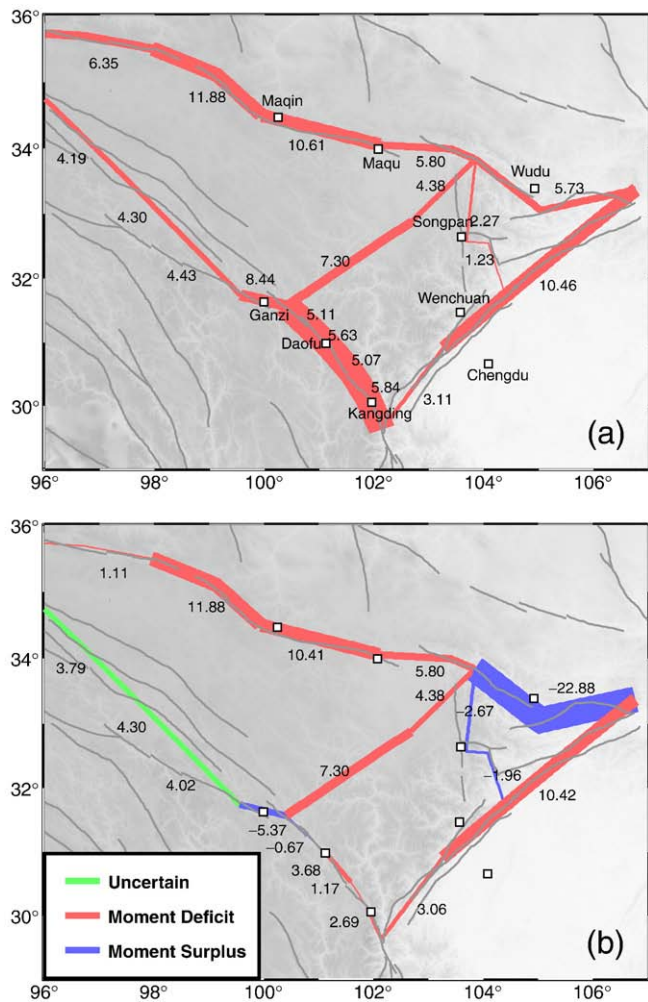 36°
6.35
11.88
Maqin
10.61
Maqu
34°
5.80
Wudu
4.38
5.73
4.19
4.30
Songpan
2.27
1.23
7.30
32°
4.43
8.44
10.46
Ganzi
5.11
Wenchuan
5.63
Daofu
5.07
Chengdu
5.84
3.11
30°
Kangding
(a)
96° 98° 100° 102° 104° 106°
36°
1.11
11.88
10.41
34°
5.80
4.38
−22.88
3.79
−2.67
4.30
7.30
−1.96
4.02
10.42
32°
−5.37
−0.67
3.68
1.17
3.06
2.69
30°
Uncertain
Moment Deficit
Moment Surplus
(b)
96° 98° 100° 102° 104° 106°